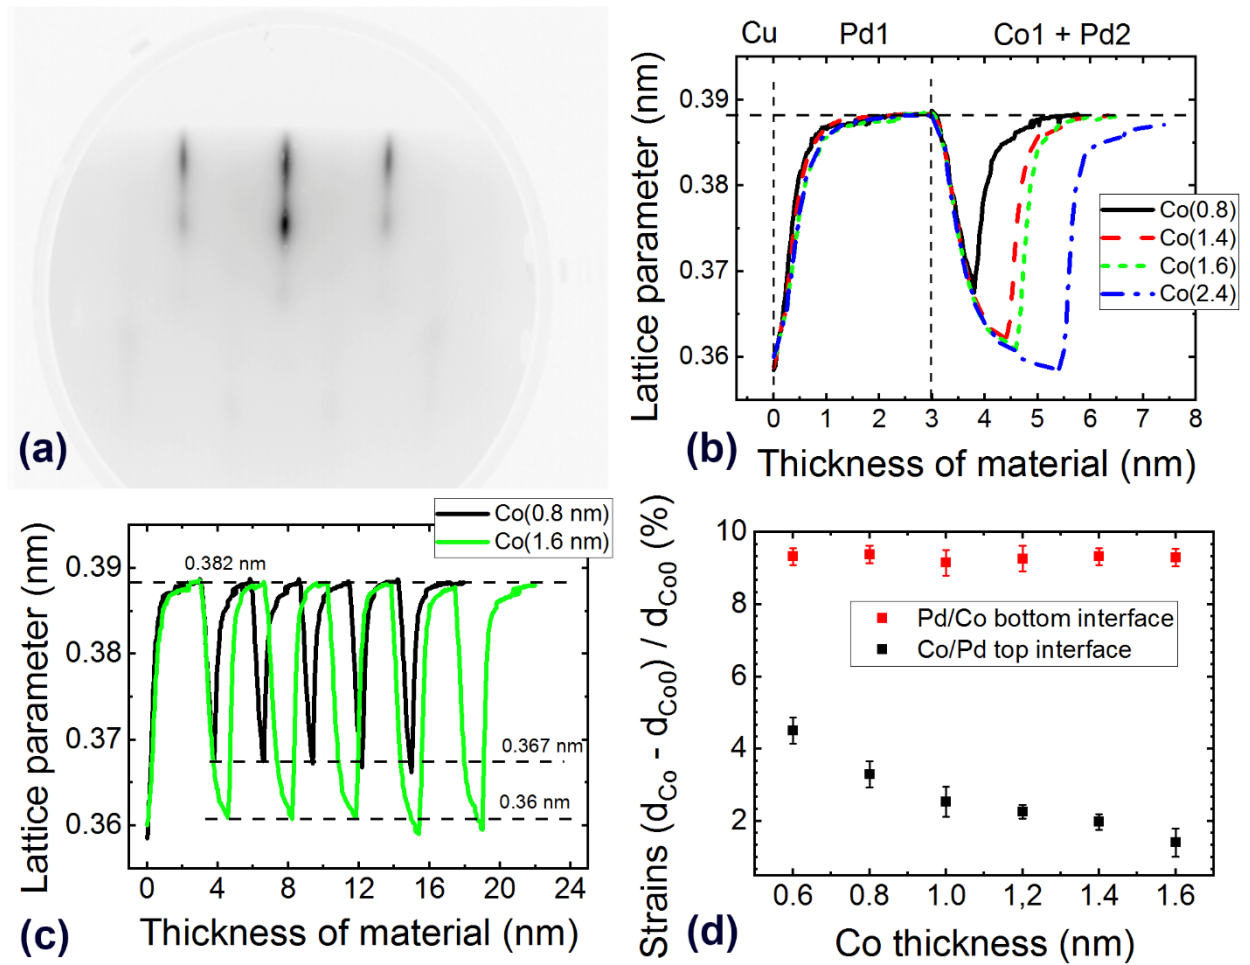 (a)
Cu Pd1 Co1 + Pd2
Lattice parameter (nm)
0.39
0.38
0.37
0.36
Co(0.8)
Co(1.4)
Co(1.6)
Co(2.4)
0 1 2 3 4 5 6 7 8
(b) Thickness of material (nm)
Co(0.8 nm)
Co(1.6 nm)
Lattice parameter (nm)
0.39
0.38
0.37
0.36
0.382 nm
0.367 nm
0.36 nm
0 4 8 12 16 20 24
(c) Thickness of material (nm)
Strains (d_Co - d_Co0) / d_Co0 (%)
10
8
6
4
2
Pd/Co bottom interface
Co/Pd top interface
0.6 0.8 1.0 1,2 1.4 1.6
(d) Co thickness (nm)